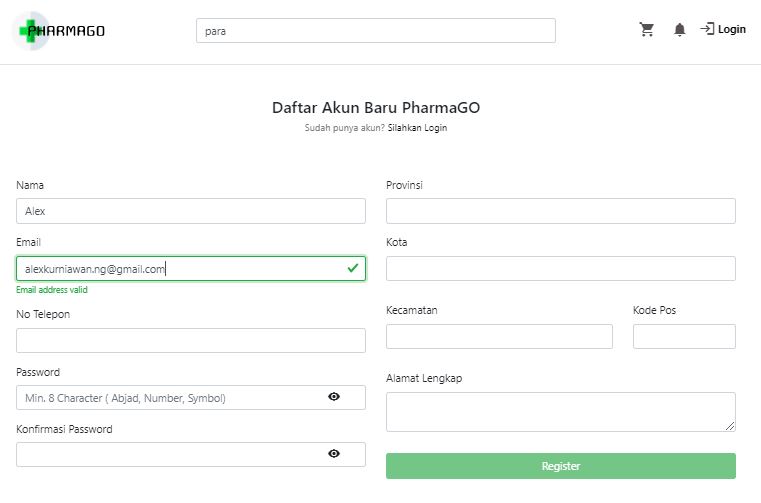 PHARMAGO
para
Login
Daftar Akun Baru PharmaGO
Sudah punya akun? Silahkan Login
Nama
Alex
Email
alexkurniawan.ng@gmail.com
Email address valid
No Telepon
Password
Min. 8 Character ( Abjad, Number, Symbol)
Konfirmasi Password
Provinsi
Kota
Kecamatan
Kode Pos
Alamat Lengkap
Register